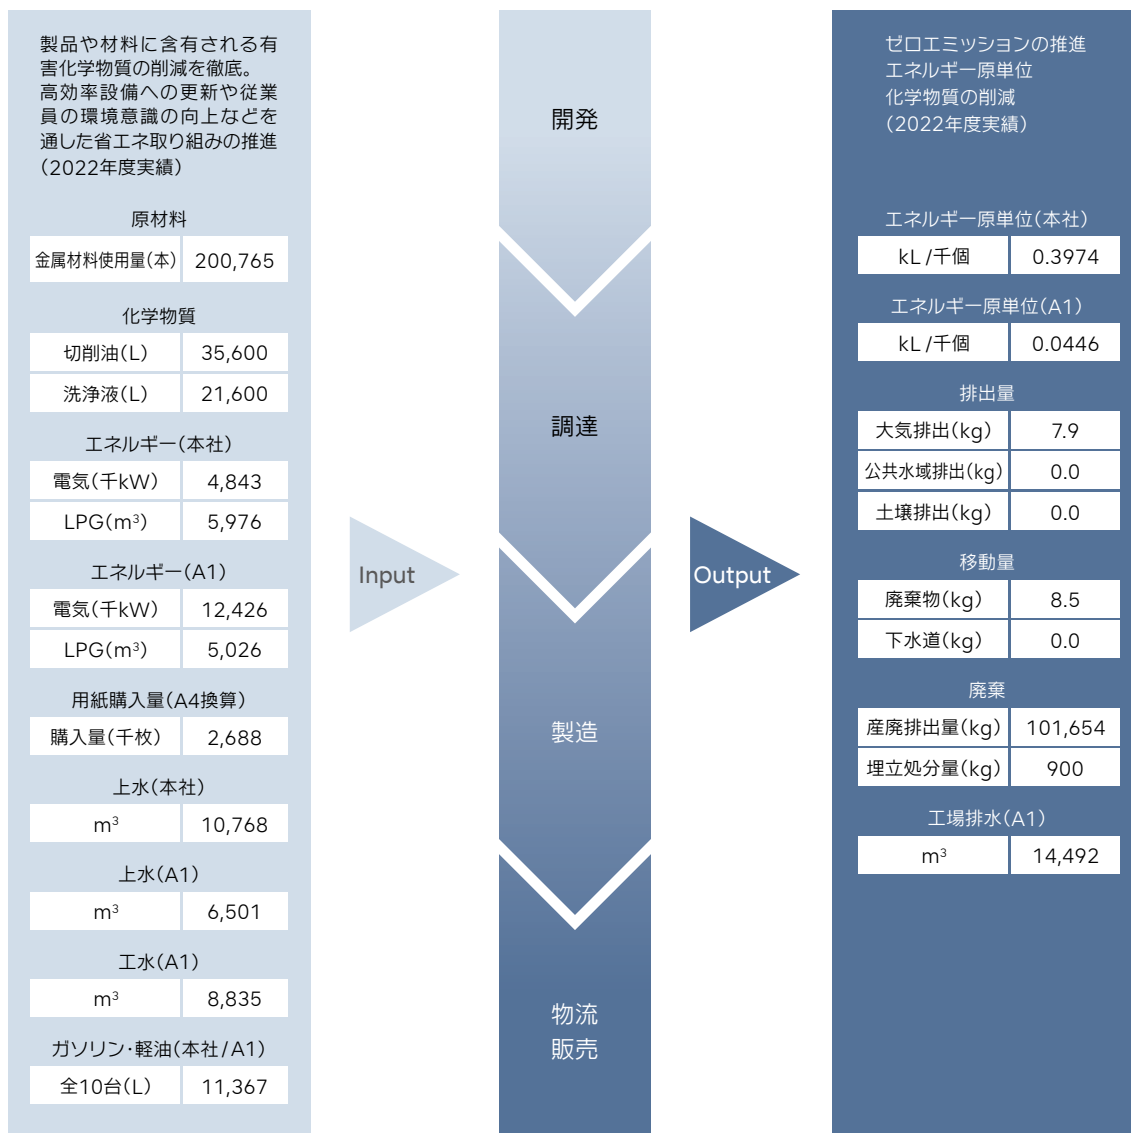 製品や材料に含有される有
害化学物質の削減を徹底。
高効率設備への更新や従業
員の環境意識の向上などを
通した省エネ取り組みの推進
(2022年度実績)
原材料
金属材料使用量(本) 200,765
化学物質
切削油(L) 35,600
洗浄液(L) 21,600
エネルギー(本社)
電気(千kW) 4,843
LPG(m³) 5,976
エネルギー(A1)
電気(千kW) 12,426
LPG(m³) 5,026
用紙購入量(A4換算)
購入量(千枚) 2,688
上水(本社)
m³ 10,768
上水(A1)
m³ 6,501
工水(A1)
m³ 8,835
ガソリン・軽油(本社/A1)
全10台(L) 11,367
Input
開発
調達
製造
物流
販売
Output
ゼロエミッションの推進
エネルギー原単位
化学物質の削減
(2022年度実績)
エネルギー原単位(本社)
kL/千個 0.3974
エネルギー原単位(A1)
kL/千個 0.0446
排出量
大気排出(kg) 7.9
公共水域排出(kg) 0.0
土壌排出(kg) 0.0
移動量
廃棄物(kg) 8.5
下水道(kg) 0.0
廃棄
産廃排出量(kg) 101,654
埋立処分量(kg) 900
工場排水(A1)
m³ 14,492